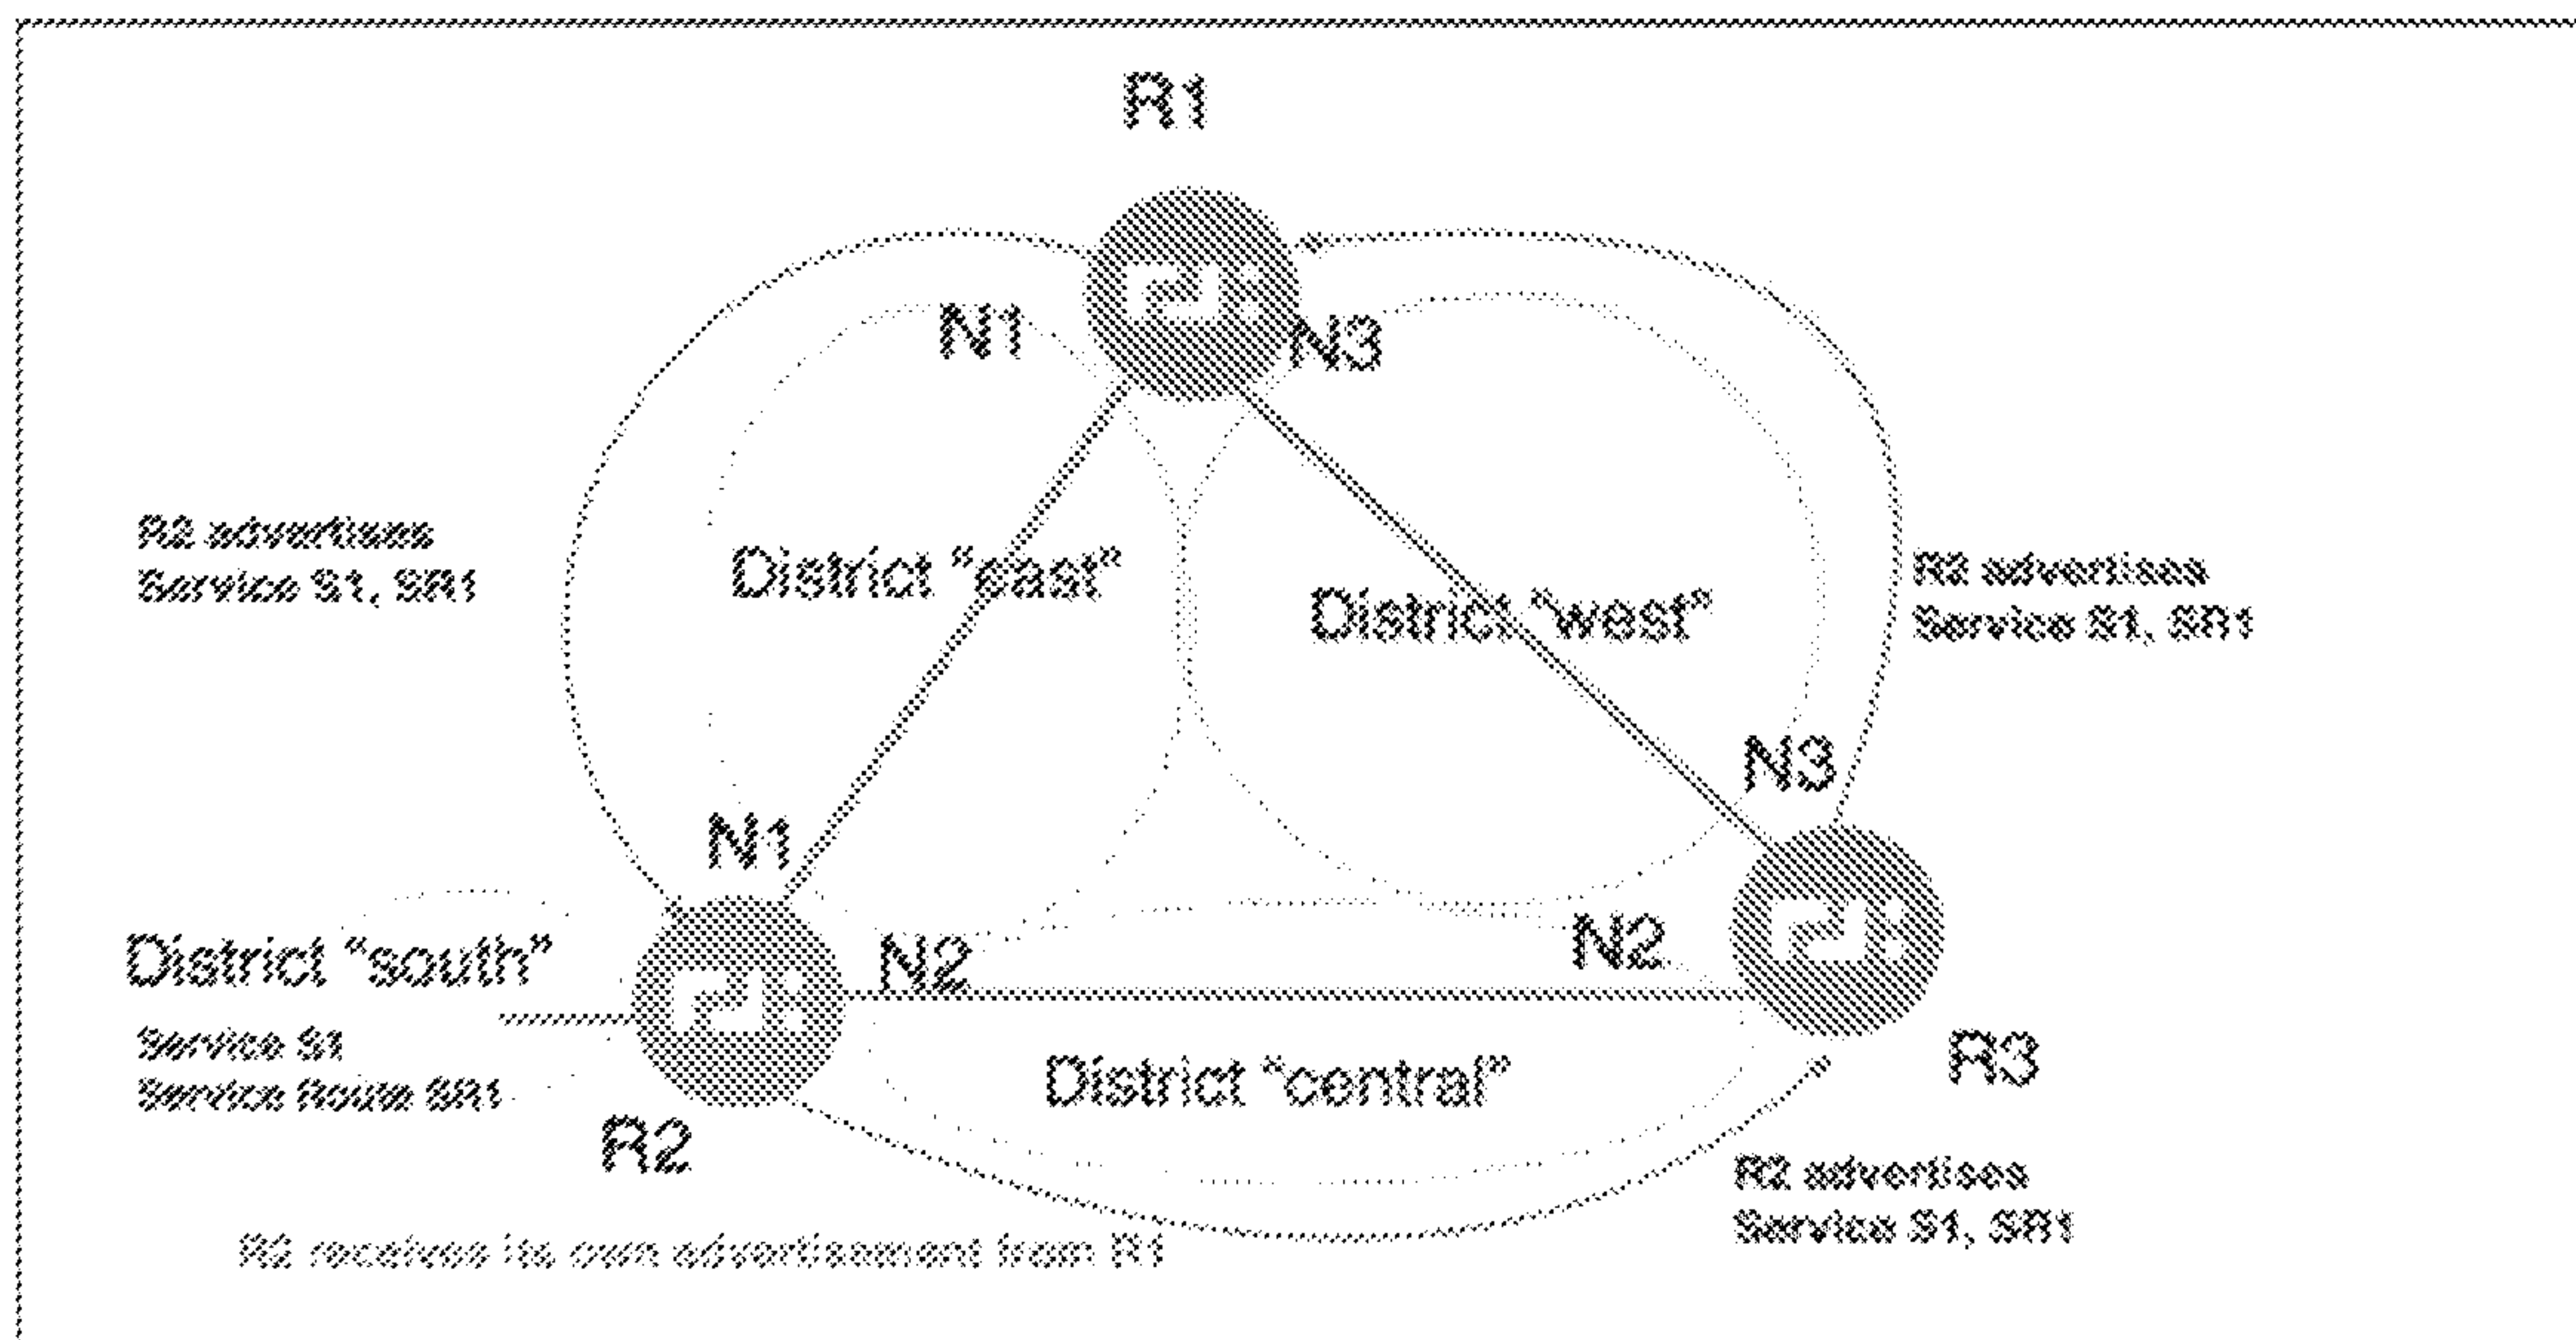 R1
N1
N3
R2 advertises
Service S1, SR1
District "east"
District "west"
R2 advertises
Service S1, SR1
N3
N1
District "south"
N2
N2
Service S1
Service Route SR1
District "central"
R3
R2
R2 advertises
Service S1, SR1
R2 receives its own advertisement from R1